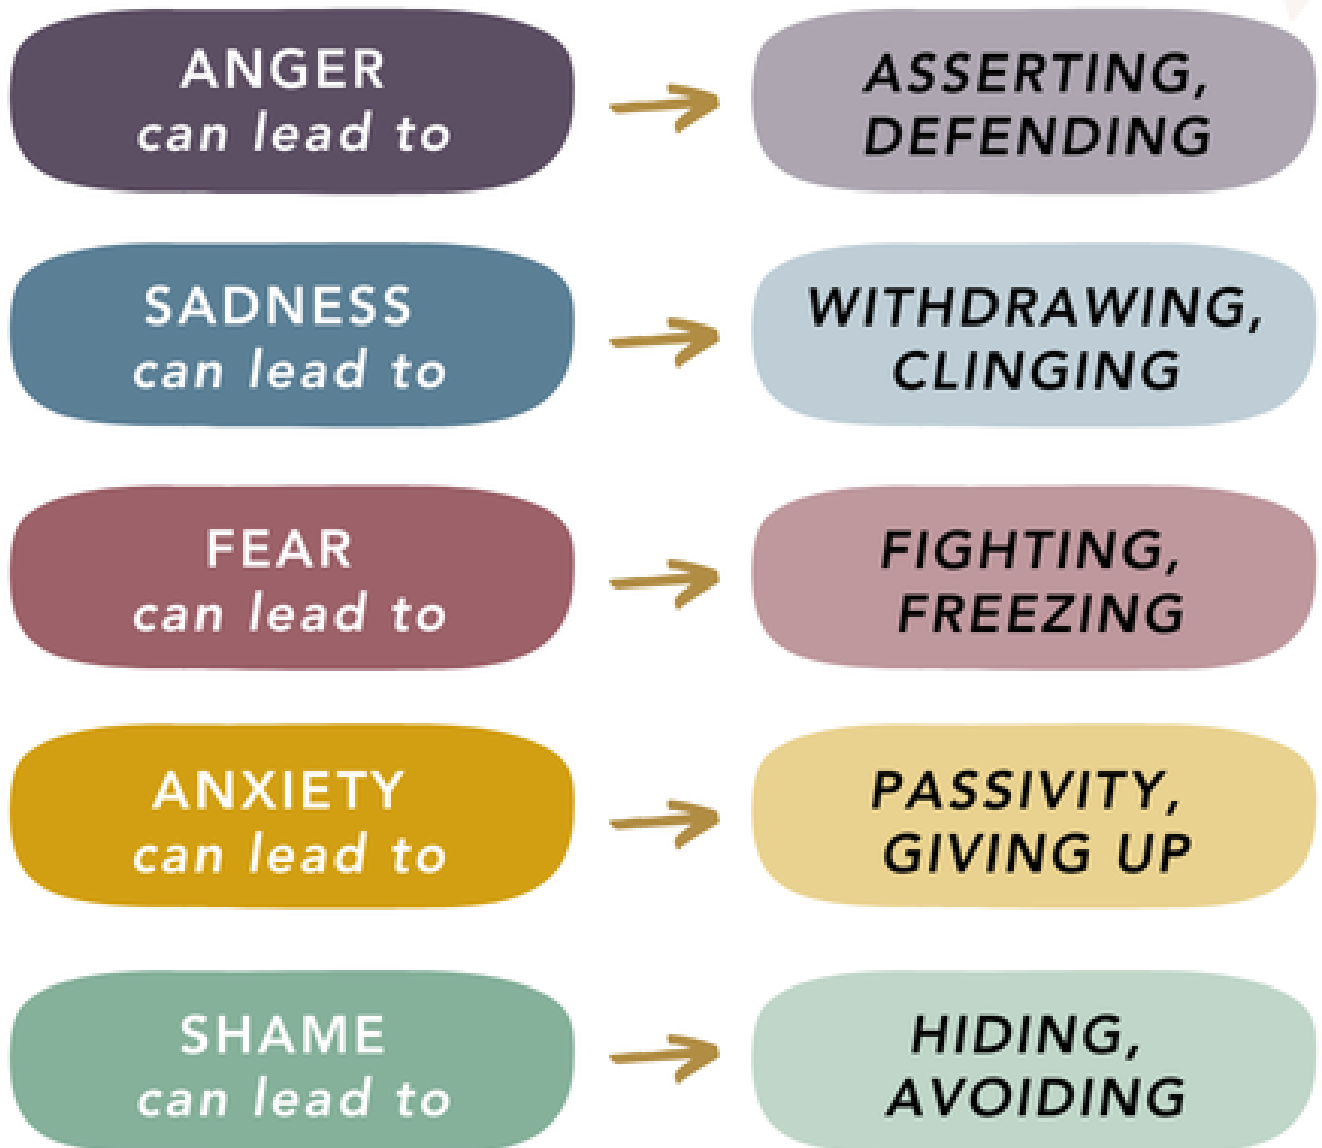 ANGER
can lead to
ASSERTING,
DEFENDING
SADNESS
can lead to
WITHDRAWING,
CLINGING
FEAR
can lead to
FIGHTING,
FREEZING
ANXIETY
can lead to
PASSIVITY,
GIVING UP
SHAME
can lead to
HIDING,
AVOIDING